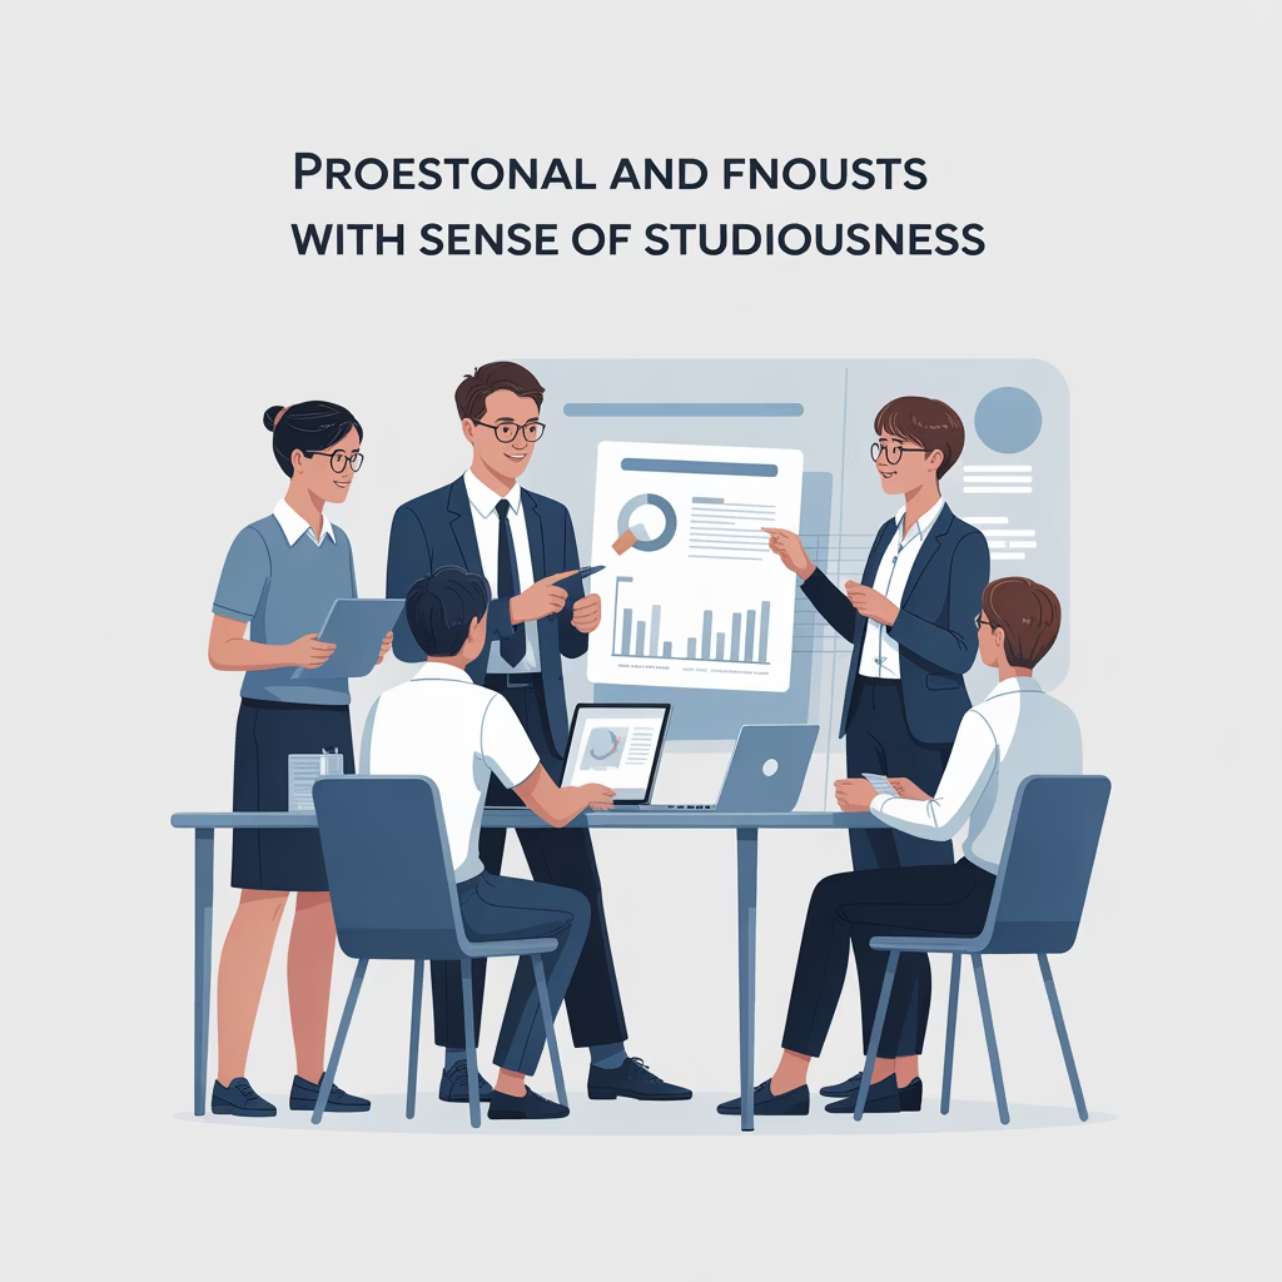 PROESTONAL AND FNOUSTS
WITH SENSE OF STUDIOUSNESS